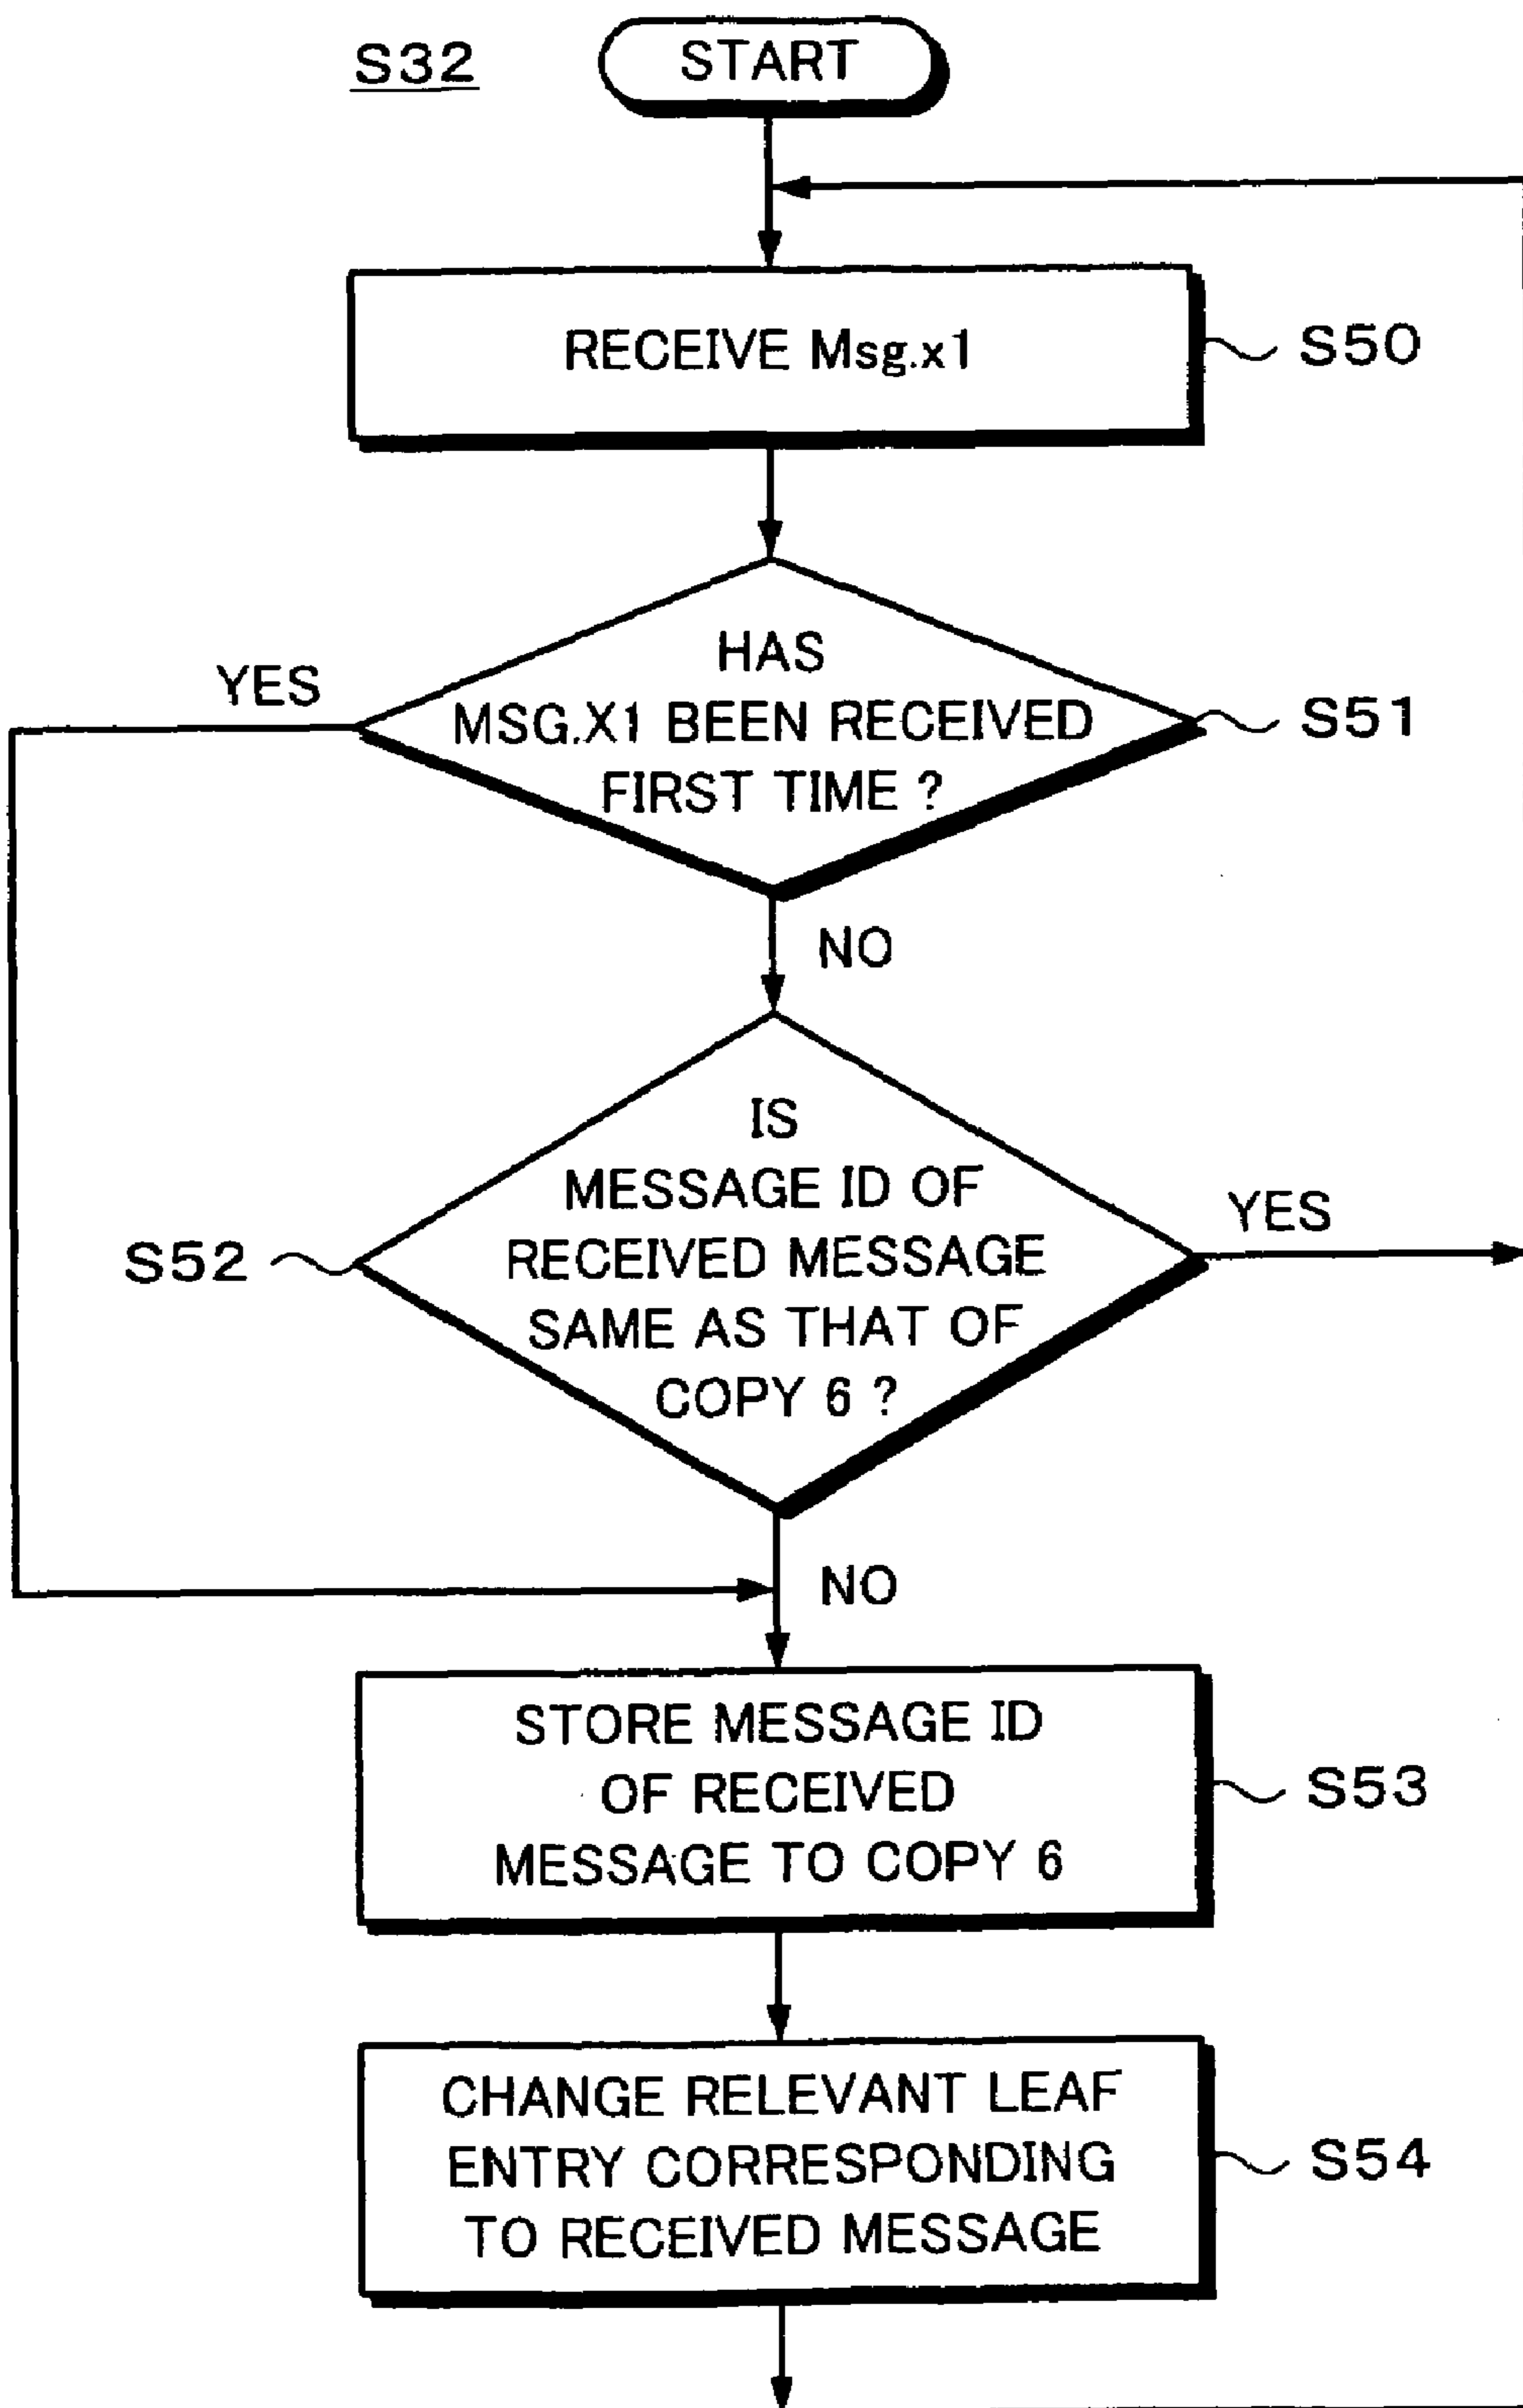 S32
START
RECEIVE Msg.x1
S50
HAS
MSG.X1 BEEN RECEIVED
FIRST TIME ?
YES
S51
NO
IS
MESSAGE ID OF
RECEIVED MESSAGE
SAME AS THAT OF
COPY 6 ?
S52
YES
NO
STORE MESSAGE ID
OF RECEIVED
MESSAGE TO COPY 6
S53
CHANGE RELEVANT LEAF
ENTRY CORRESPONDING
TO RECEIVED MESSAGE
S54